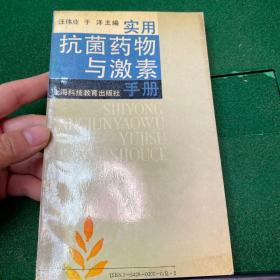 汪伟业 于洋 主编
实用
抗菌药物
与激素
手册
上海科技教育出版社
SHIYONG
KANGJUNYAOWU
YUJISU
SHOUCE